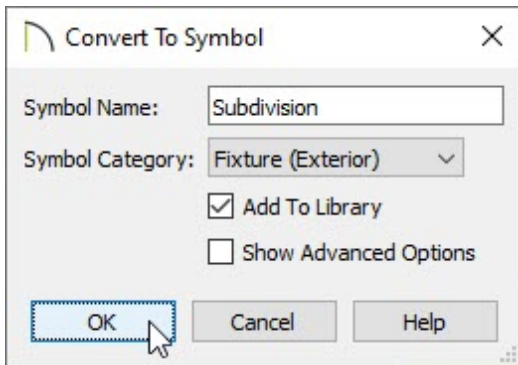 Convert To Symbol
Symbol Name: Subdivision
Symbol Category: Fixture (Exterior)
Add To Library
Show Advanced Options
OK Cancel Help